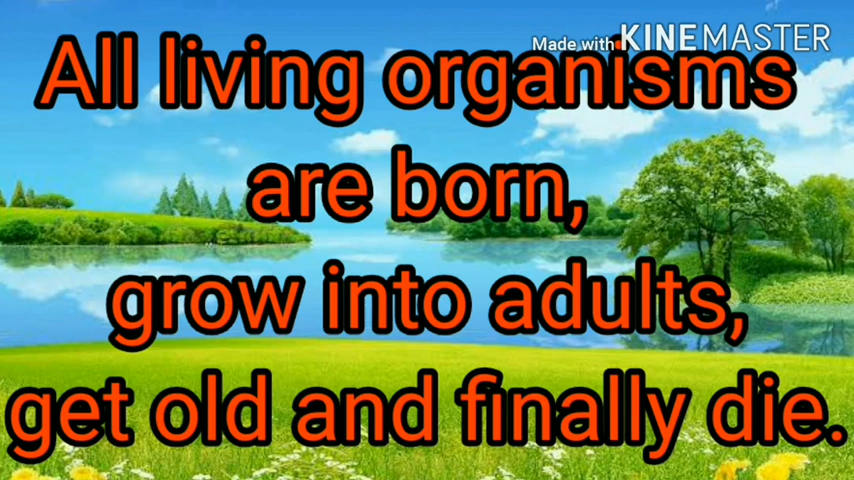 Made with KINEMASTER
All living organisms
are born,
grow into adults,
get old and finally die.